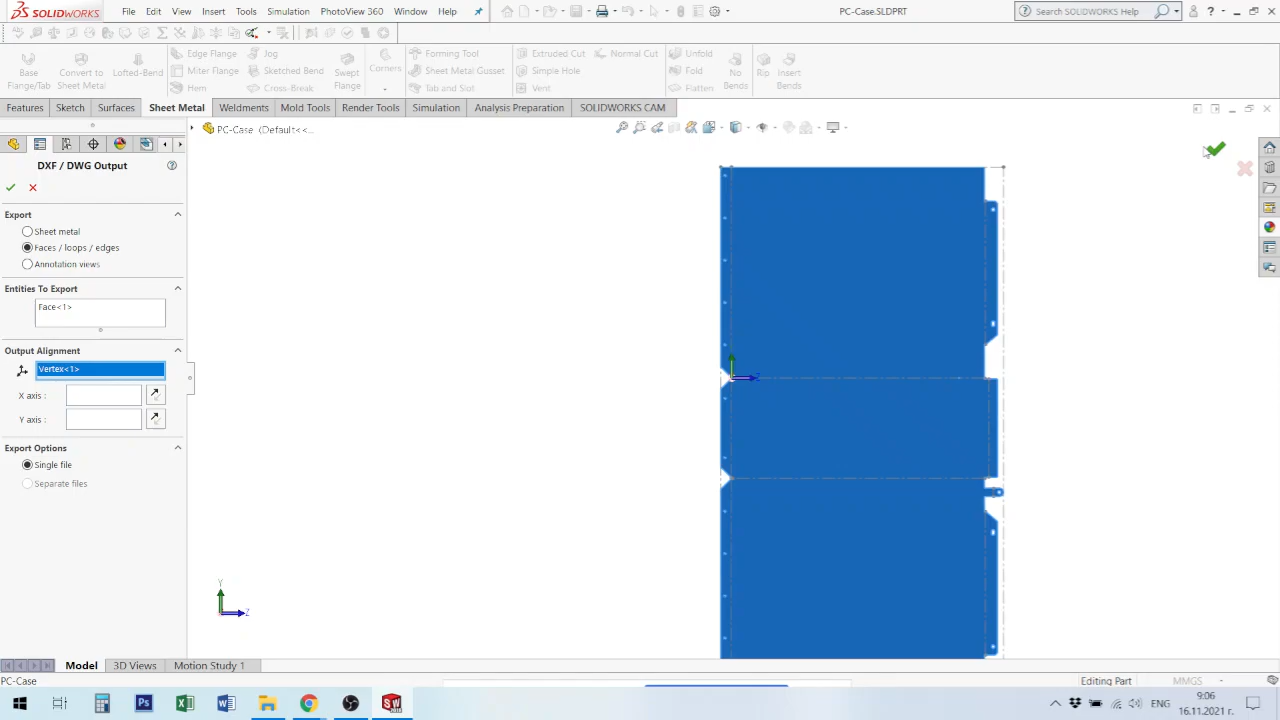 SOLIDWORKS File Edit View Insert Tools Simulation PhotoView 360 Window Help PC-Case.SLDPRT Search SOLIDWORKS Help
Base Flange/Tab Convert to Sheet Metal Lofted-Bend Edge Flange Miter Flange Hem Jog Sketched Bend Cross-Break Swept Flange Corners Forming Tool Sheet Metal Gusset Tab and Slot Extruded Cut Simple Hole Vent Normal Cut Unfold Fold Flatten No Bends Rip Insert Bends
Features Sketch Surfaces Sheet Metal Weldments Mold Tools Render Tools Simulation Analysis Preparation SOLIDWORKS CAM
PC-Case (Default<<...
DXF / DWG Output
Export
Sheet metal
Faces / loops / edges
Annotation views
Entities To Export
Face<1>
Output Alignment
Vertex<1>
X axis :
Y axis :
Export Options
Single file
Separate files
Y
Z
Model 3D Views Motion Study 1
PC-Case Editing Part MMGS
ENG 9:06
16.11.2021 г.